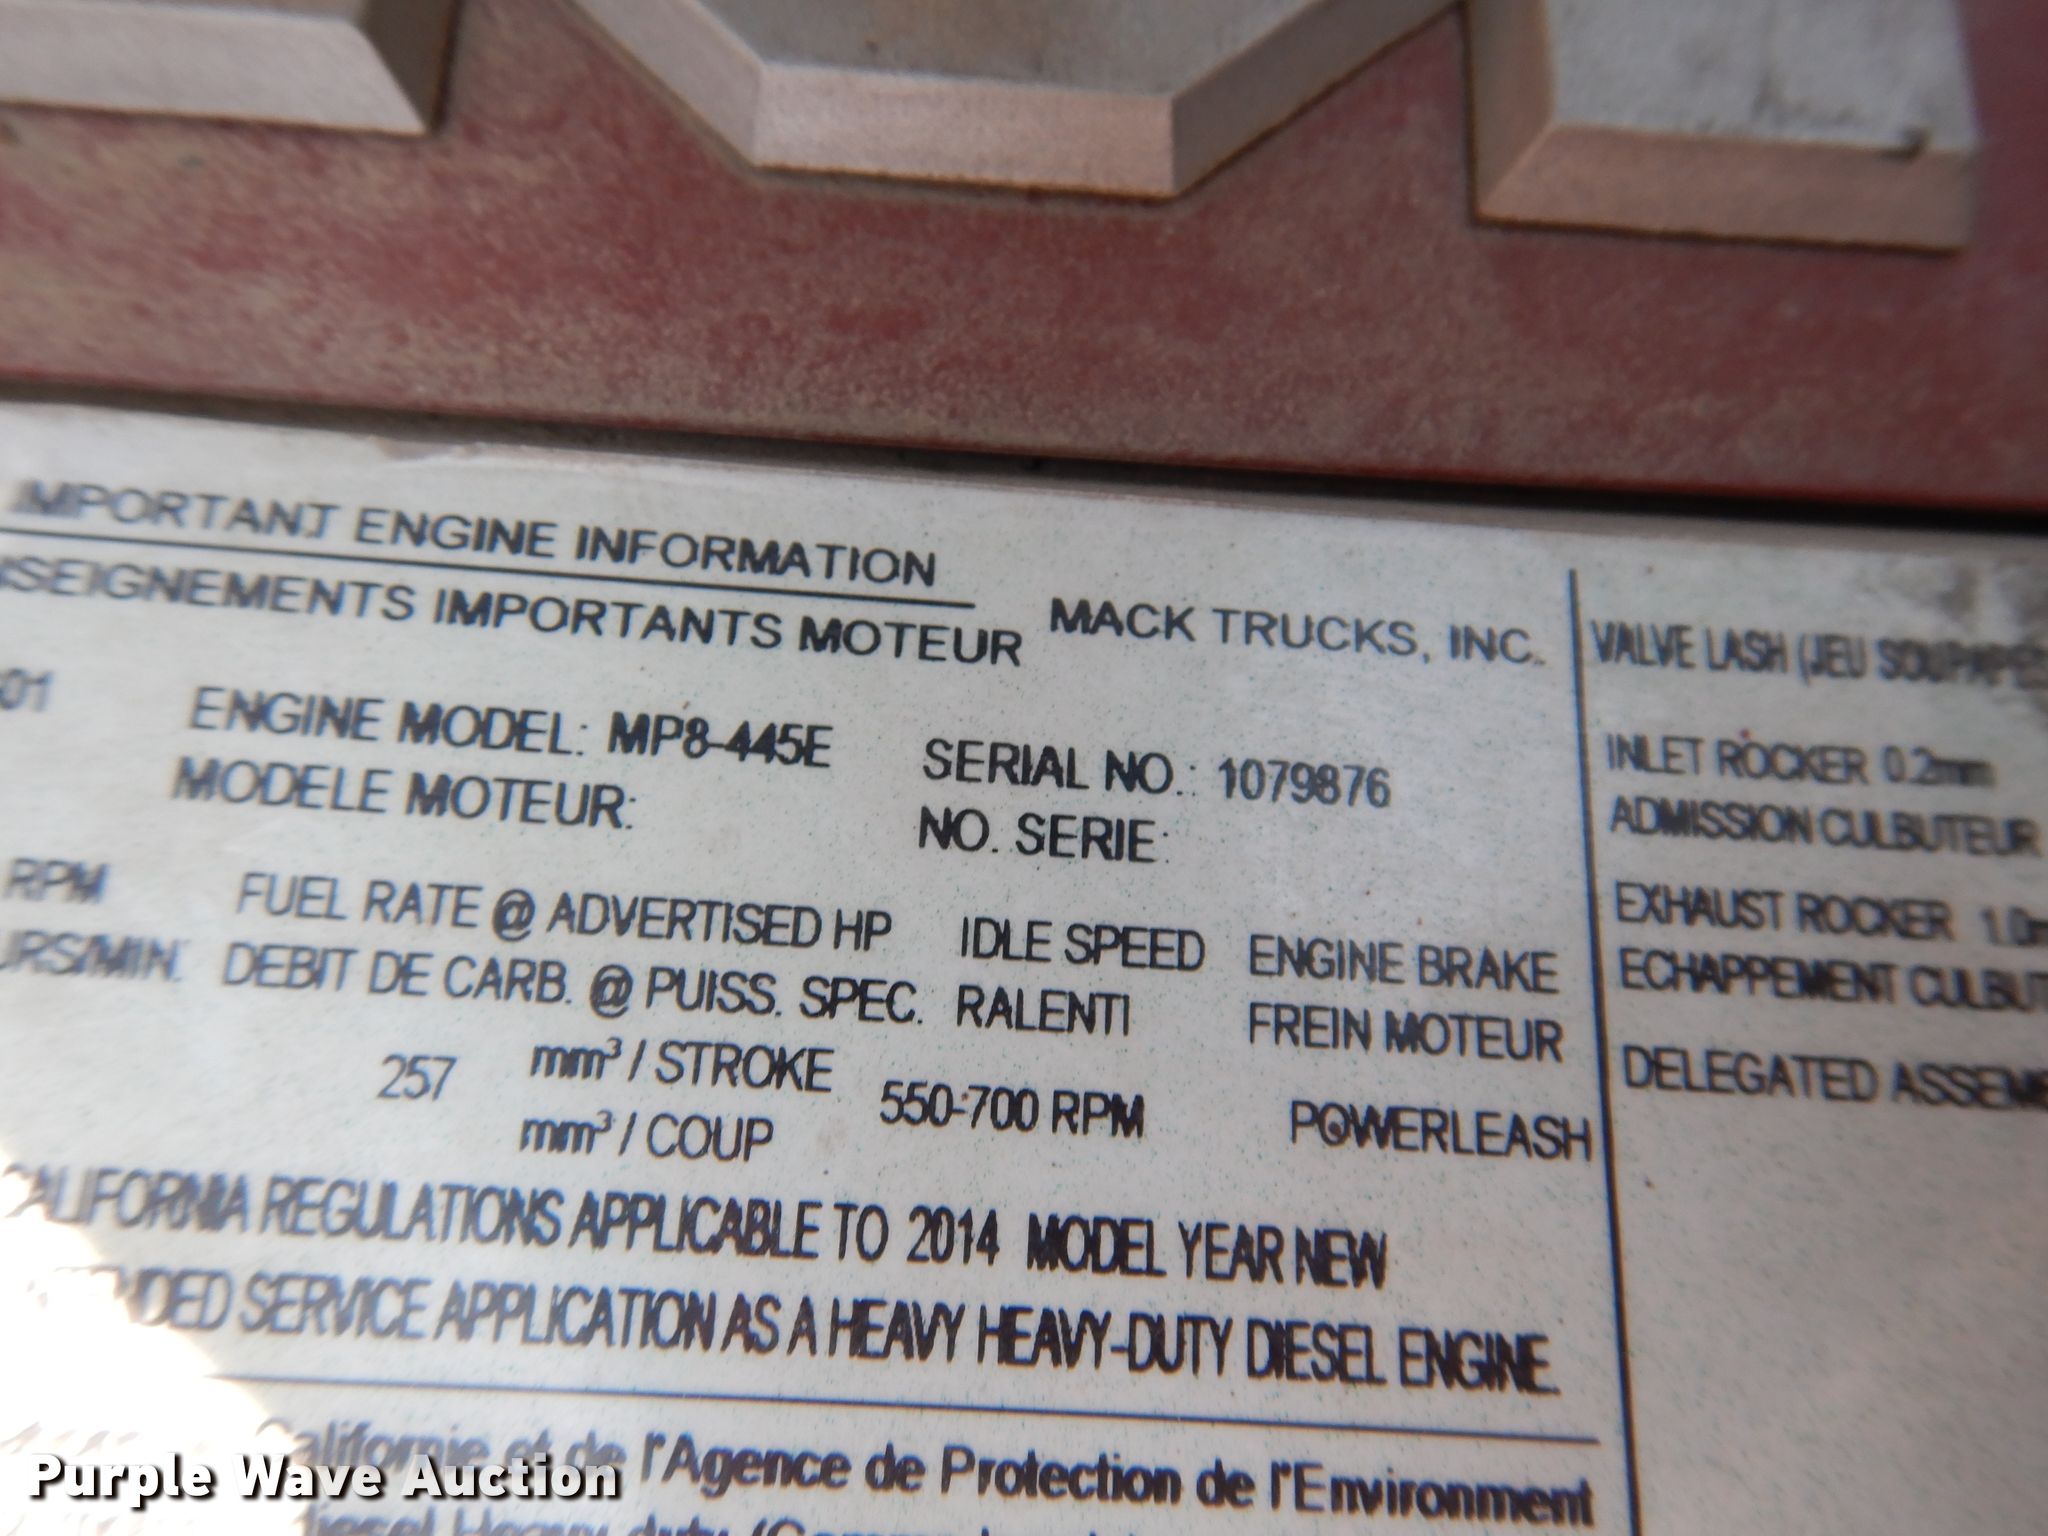 IMPORTANT ENGINE INFORMATION
IMPORTANTS MOTEUR
MACK TRUCKS, INC.
ENGINE MODEL: MP8-445E
MODELE MOTEUR:
SERIAL NO.: 1079876
NO. SERIE:
RPM
FUEL RATE @ ADVERTISED HP IDLE SPEED ENGINE BRAKE
DEBIT DE CARB. @ PUISS. SPEC. RALENTI FREIN MOTEUR
257 mm³ / STROKE
mm³ / COUP
550-700 RPM POWERLEASH
CALIFORNIA REGULATIONS APPLICABLE TO 2014 MODEL YEAR NEW
SERVICE APPLICATION AS A HEAVY HEAVY-DUTY DIESEL ENGINE.
Californie et de l'Agence de Protection de l'Environment
VALVE LASH (JEU SOUPAPES
INLET ROCKER 0.2mm
ADMISSION CULBUTEUR
EXHAUST ROCKER
ECHAPPEMENT
DELEGATED
Purple Wave Auction